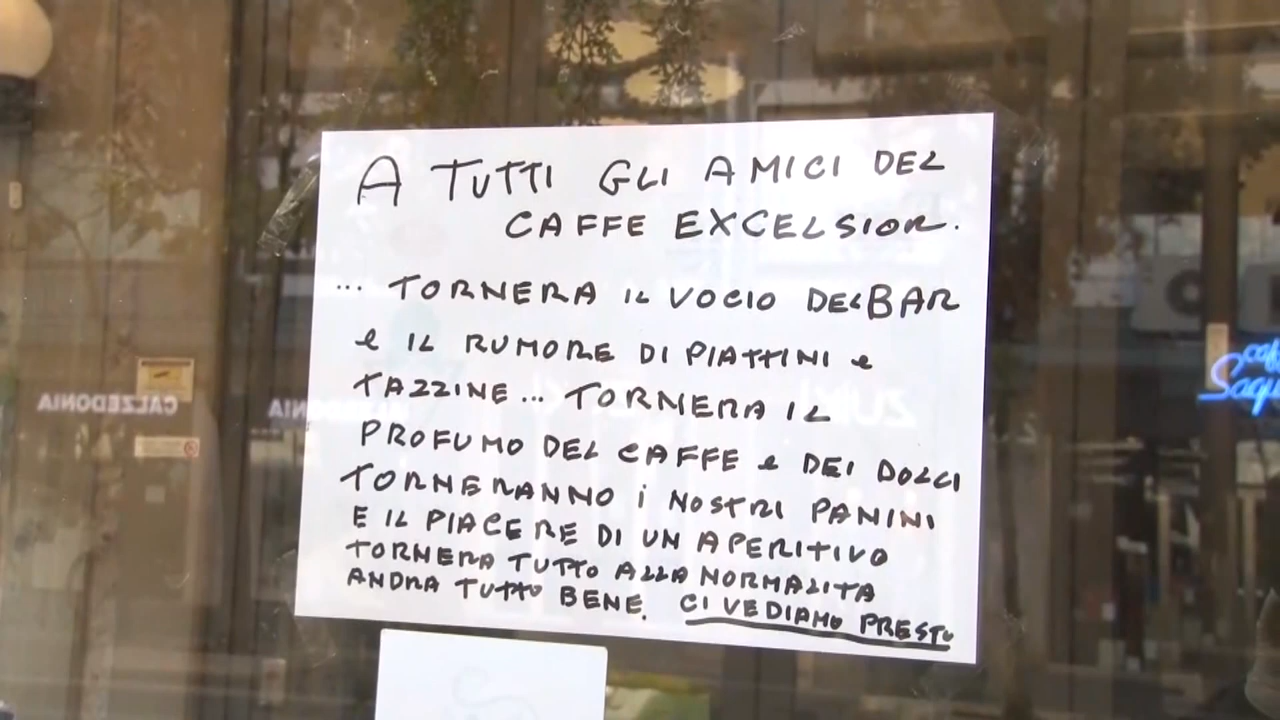 A TUTTI GLI AMICI DEL
CAFFE EXCELSIOR.
... TORNERA IL VOCIO DEL BAR
e IL RUMORE DI PIATTINI e
TAZZINE... TORNERA IL
PROFUMO DEL CAFFE e DEI DOLCI
TORNERANNO i NOSTRI PANINI
E IL PIACERE DI UN APERITIVO
TORNERA TUTTO ALLA NORMALITA
ANDRA TUTTO BENE. CI VEDIAMO PRESTO
CALZEDONIA